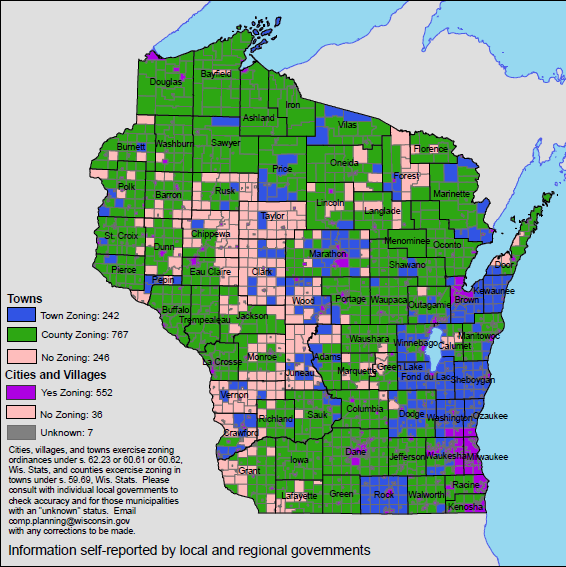 Douglas
Bayfield
Ashland
Iron
Vilas
Burnett
Washburn
Sawyer
Price
Oneida
Forest
Florence
Marinette
Polk
Barron
Rusk
Lincoln
Langlade
Taylor
St. Croix
Dunn
Chippewa
Marathon
Menominee
Oconto
Door
Pierce
Pepin
Eau Claire
Clark
Shawano
Buffalo
Trempealeau
Jackson
Wood
Portage
Waupaca
Outagamie
Brown
Kewaunee
La Crosse
Monroe
Juneau
Adams
Waushara
Winnebago
Calumet
Manitowoc
Marquette
Green Lake
Fond du Lac
Sheboygan
Vernon
Richland
Sauk
Columbia
Dodge
Washington
Ozaukee
Crawford
Grant
Iowa
Dane
Jefferson
Waukesha
Milwaukee
Lafayette
Green
Rock
Walworth
Racine
Kenosha
Towns
Town Zoning: 242
County Zoning: 767
No Zoning: 246
Cities and Villages
Yes Zoning: 552
No Zoning: 36
Unknown: 7
Cities, villages, and towns exercise zoning
ordinances under s. 62.23 or 60.61 or 60.62,
Wis. Stats, and counties excercise zoning in
towns under s. 59.69, Wis. Stats. Please
consult with individual local governments to
check accuracy and for those municipalities
with an "unknown" status. Email
comp.planning@wisconsin.gov
with any corrections to be made.
Information self-reported by local and regional governments